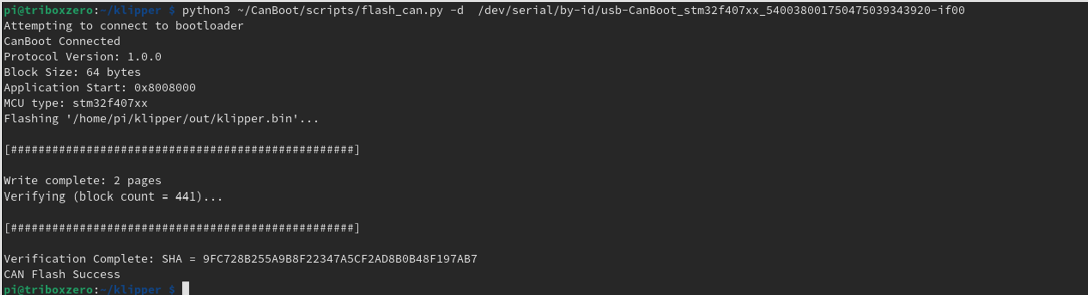 pi@triboxzero:~/klipper $ python3 ~/CanBoot/scripts/flash_can.py -d  /dev/serial/by-id/usb-CanBoot_stm32f407xx_540038001750475039343920-if00
Attempting to connect to bootloader
CanBoot Connected
Protocol Version: 1.0.0
Block Size: 64 bytes
Application Start: 0x8008000
MCU type: stm32f407xx
Flashing '/home/pi/klipper/out/klipper.bin'...
[##################################################]
Write complete: 2 pages
Verifying (block count = 441)...
[##################################################]
Verification Complete: SHA = 9FC728B255A9B8F22347A5CF2AD8B0B48F197AB7
CAN Flash Success
pi@triboxzero:~/klipper $